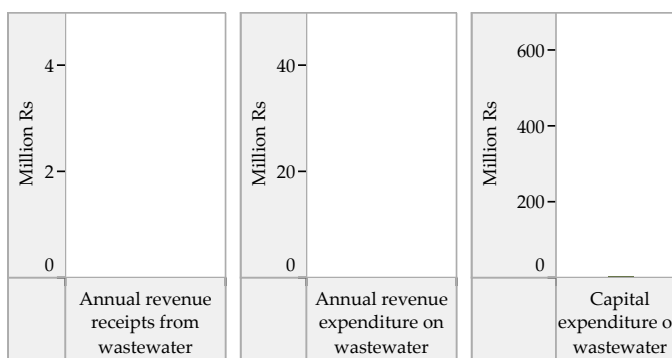 Million Rs
4
2
0
Annual revenue
receipts from
wastewater
Million Rs
40
20
0
Annual revenue
expenditure on
wastewater
Million Rs
600
400
200
0
Capital
expenditure o
wastewater